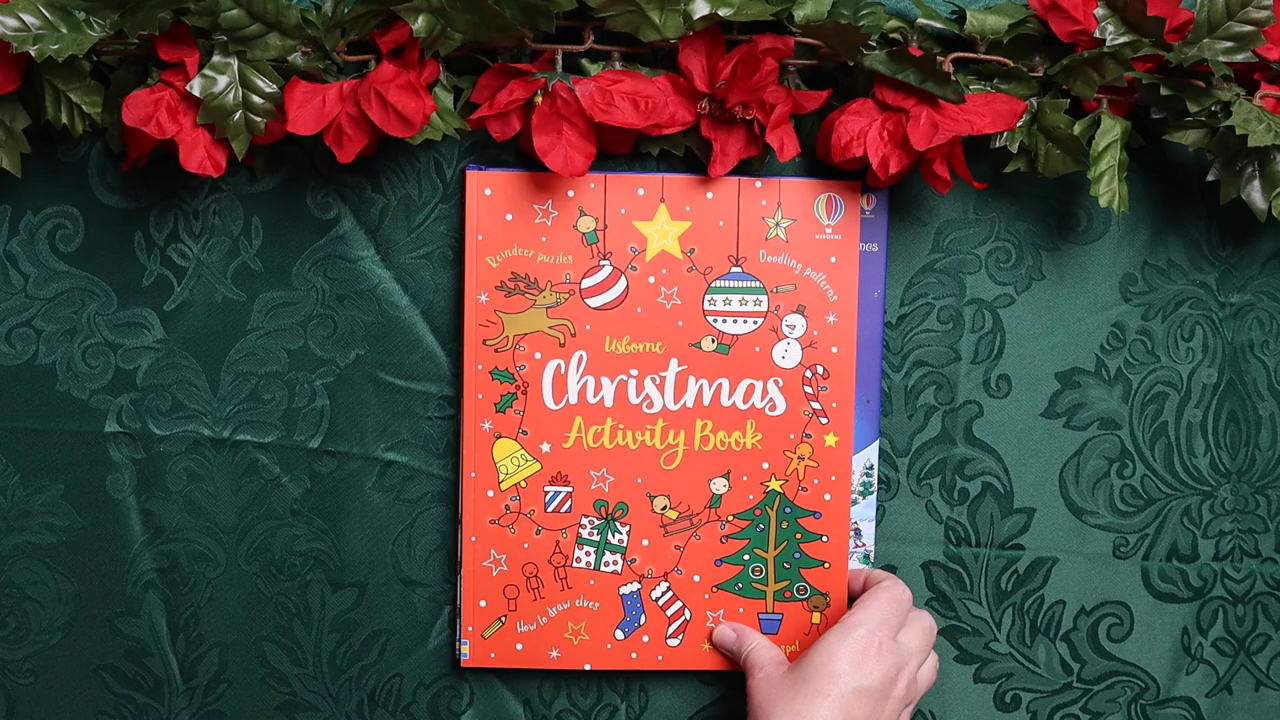 USBORNE
Reindeer puzzles
Doodling patterns
Usborne
Christmas
Activity Book
How to draw elves